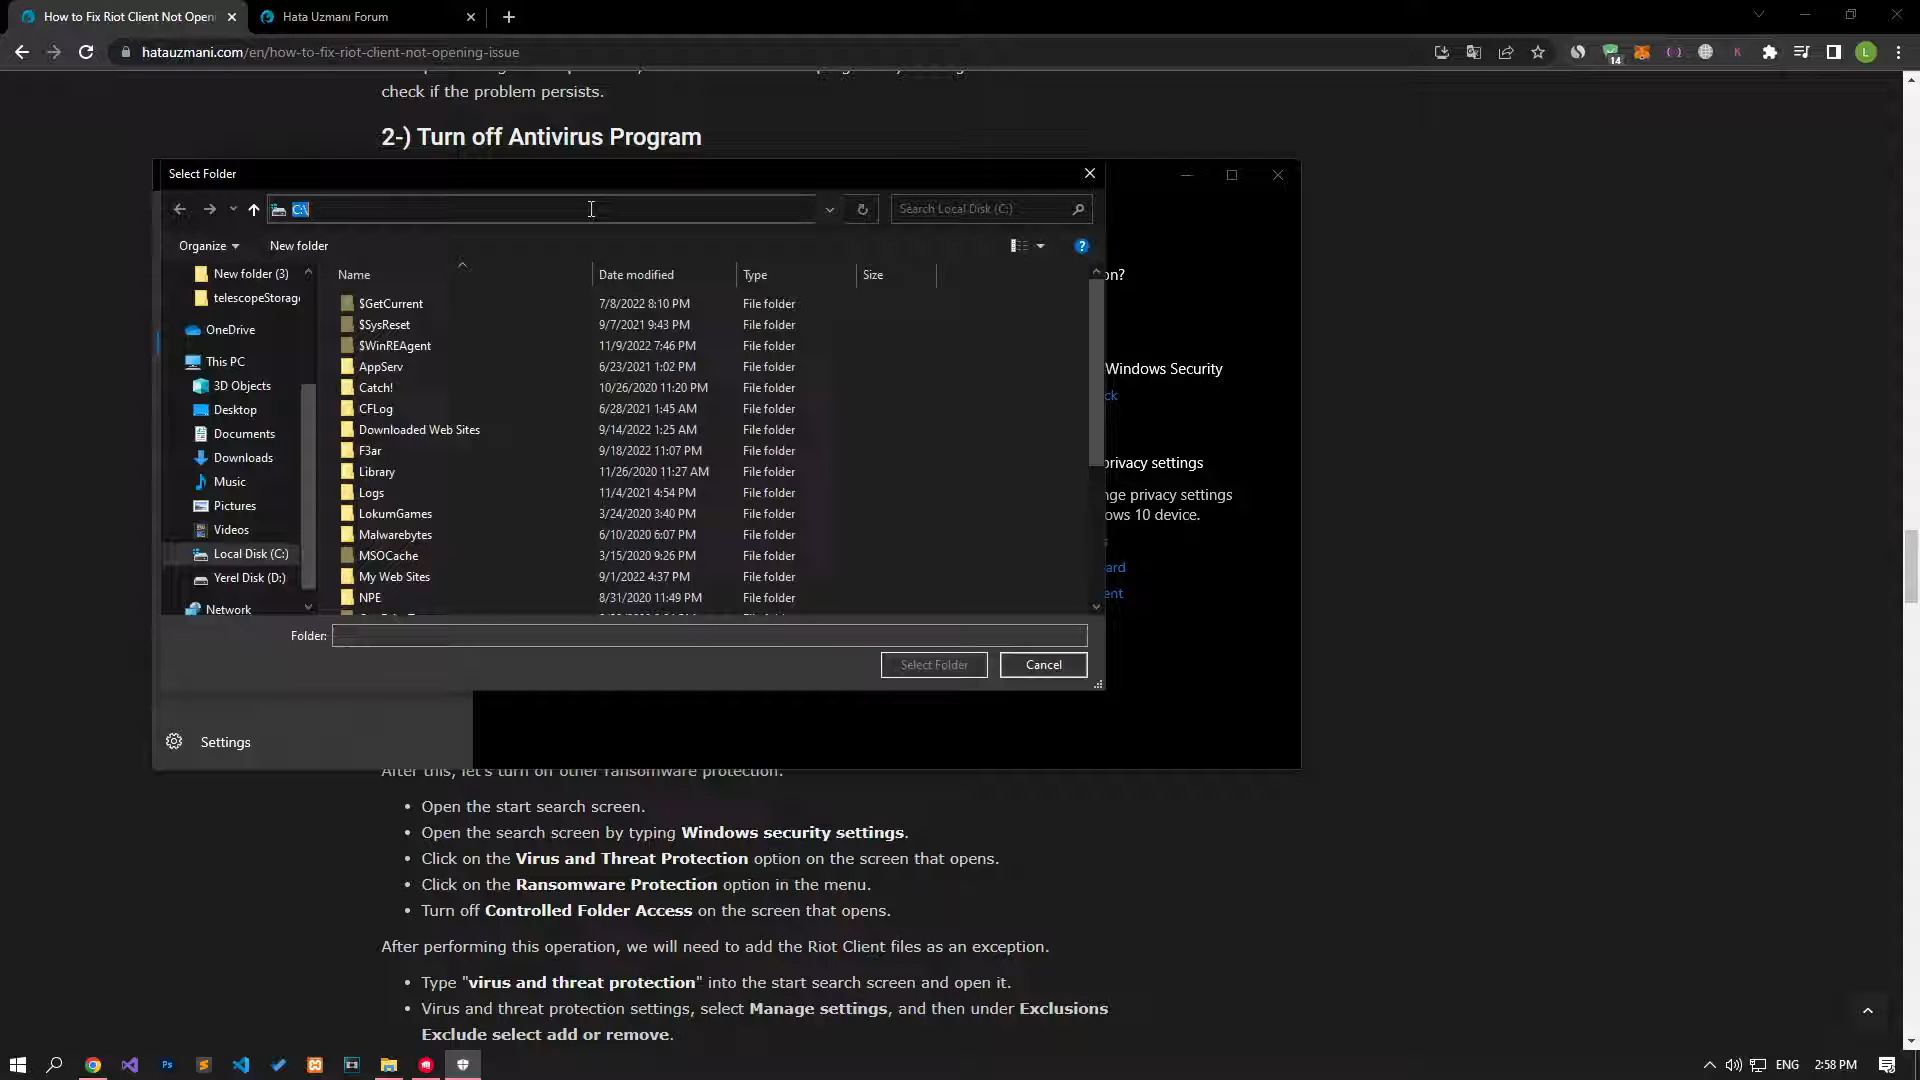 How to Fix Riot Client Not Openi
Hata Uzmanı Forum
hatauzmani.com/en/how-to-fix-riot-client-not-opening-issue
14
K
L
check if the problem persists.
2-) Turn off Antivirus Program
Select Folder
C:\
Search Local Disk (C:)
Organize
New folder
?
New folder (3)
telescopeStorage
OneDrive
This PC
3D Objects
Desktop
Documents
Downloads
Music
Pictures
Videos
Local Disk (C:)
Yerel Disk (D:)
Network
Name Date modified Type Size
$GetCurrent 7/8/2022 8:10 PM File folder
$SysReset 9/7/2021 9:43 PM File folder
$WinREAgent 11/9/2022 7:46 PM File folder
AppServ 6/23/2021 1:02 PM File folder
Catch! 10/26/2020 11:20 PM File folder
CFLog 6/28/2021 1:45 AM File folder
Downloaded Web Sites 9/14/2022 1:25 AM File folder
F3ar 9/18/2022 11:07 PM File folder
Library 11/26/2020 11:27 AM File folder
Logs 11/4/2021 4:54 PM File folder
LokumGames 3/24/2020 3:40 PM File folder
Malwarebytes 6/10/2020 6:07 PM File folder
MSOCache 3/15/2020 9:26 PM File folder
My Web Sites 9/1/2022 4:37 PM File folder
NPE 8/31/2020 11:49 PM File folder
Folder:
Select Folder
Cancel
on?
Windows Security
ck
privacy settings
nge privacy settings
ows 10 device.
s
ard
ent
Settings
After this, let's turn off other ransomware protection.
• Open the start search screen.
• Open the search screen by typing Windows security settings.
• Click on the Virus and Threat Protection option on the screen that opens.
• Click on the Ransomware Protection option in the menu.
• Turn off Controlled Folder Access on the screen that opens.
After performing this operation, we will need to add the Riot Client files as an exception.
• Type "virus and threat protection" into the start search screen and open it.
• Virus and threat protection settings, select Manage settings, and then under Exclusions
Exclude select add or remove.
Ps
ENG
2:58 PM